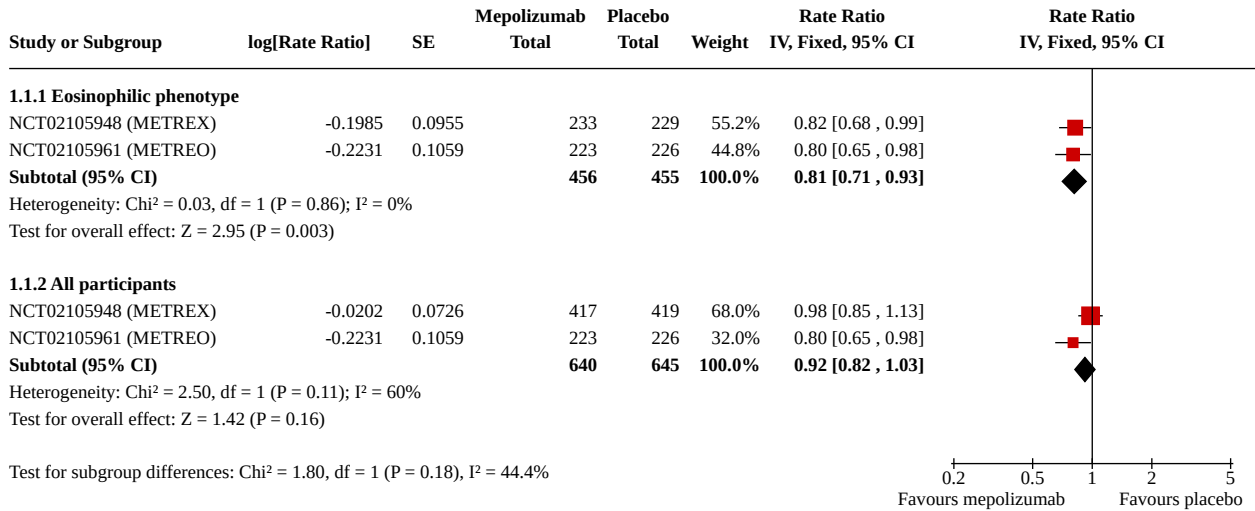 Mepolizumab Placebo Rate Ratio Rate Ratio
Study or Subgroup log[Rate Ratio] SE Total Total Weight IV, Fixed, 95% CI IV, Fixed, 95% CI
1.1.1 Eosinophilic phenotype
NCT02105948 (METREX) -0.1985 0.0955 233 229 55.2% 0.82 [0.68 , 0.99]
NCT02105961 (METREO) -0.2231 0.1059 223 226 44.8% 0.80 [0.65 , 0.98]
Subtotal (95% CI) 456 455 100.0% 0.81 [0.71 , 0.93]
Heterogeneity: Chi² = 0.03, df = 1 (P = 0.86); I² = 0%
Test for overall effect: Z = 2.95 (P = 0.003)
1.1.2 All participants
NCT02105948 (METREX) -0.0202 0.0726 417 419 68.0% 0.98 [0.85 , 1.13]
NCT02105961 (METREO) -0.2231 0.1059 223 226 32.0% 0.80 [0.65 , 0.98]
Subtotal (95% CI) 640 645 100.0% 0.92 [0.82 , 1.03]
Heterogeneity: Chi² = 2.50, df = 1 (P = 0.11); I² = 60%
Test for overall effect: Z = 1.42 (P = 0.16)
Test for subgroup differences: Chi² = 1.80, df = 1 (P = 0.18), I² = 44.4%
0.2 0.5 1 2 5
Favours mepolizumab Favours placebo